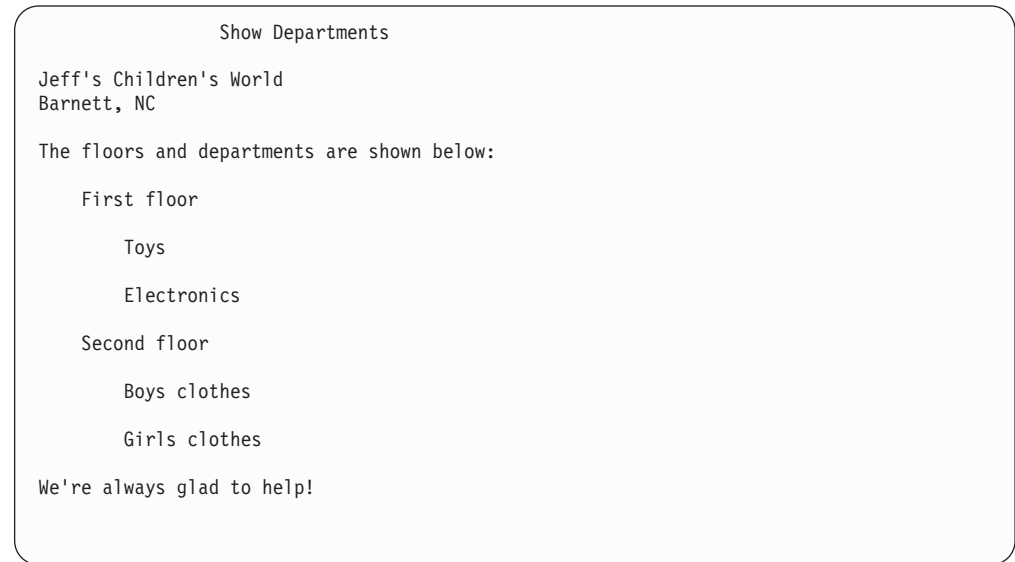 Show Departments
Jeff's Children's World
Barnett, NC
The floors and departments are shown below:
First floor
Toys
Electronics
Second floor
Boys clothes
Girls clothes
We're always glad to help!